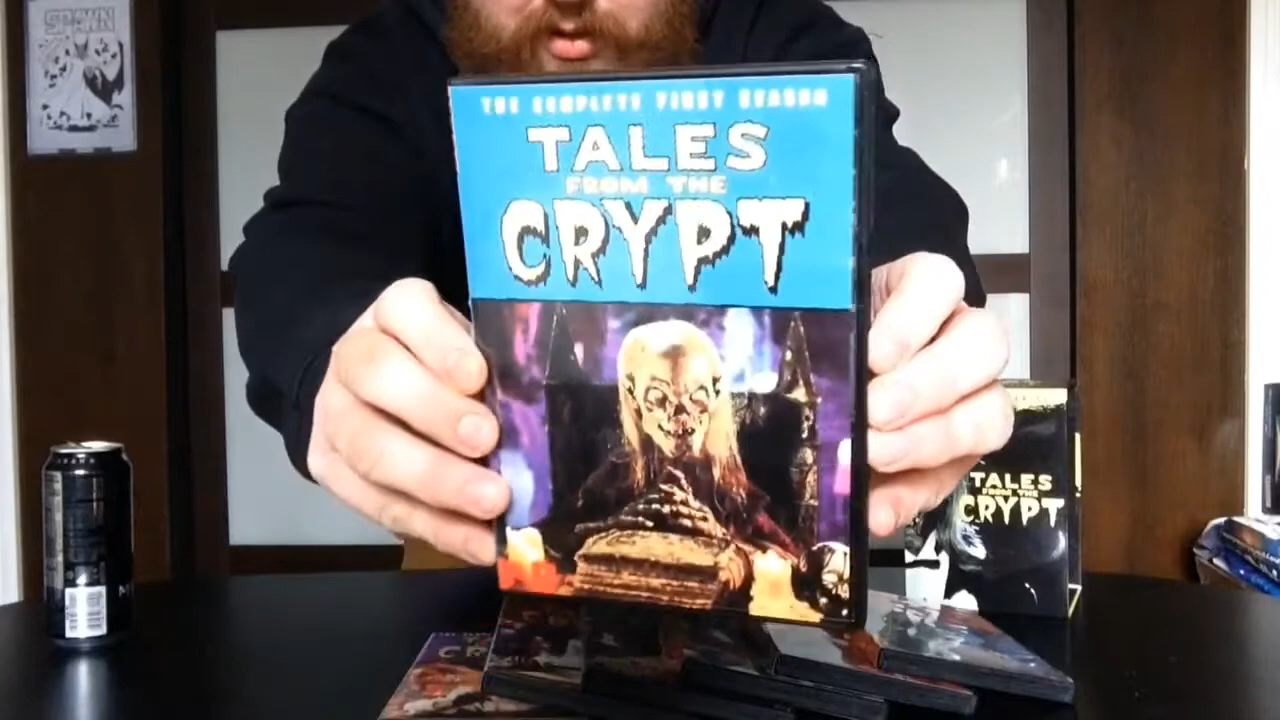 SPAWN
THE COMPLETE FIRST SEASON
TALES
FROM THE
CRYPT
TALES
FROM THE
CRYPT